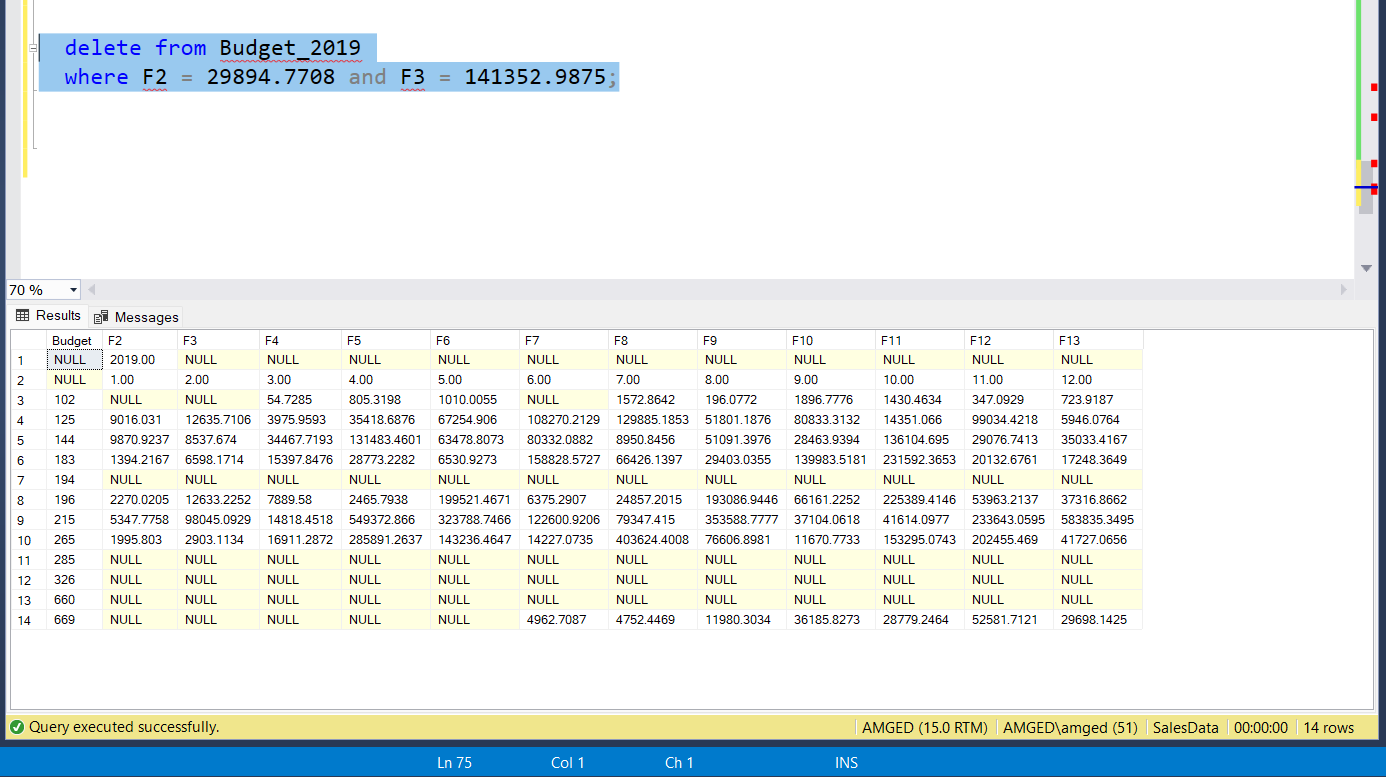 delete from Budget_2019
where F2 = 29894.7708 and F3 = 141352.9875;
70 %
Results Messages
Budget F2 F3 F4 F5 F6 F7 F8 F9 F10 F11 F12 F13
1 NULL 2019.00 NULL NULL NULL NULL NULL NULL NULL NULL NULL NULL NULL
2 NULL 1.00 2.00 3.00 4.00 5.00 6.00 7.00 8.00 9.00 10.00 11.00 12.00
3 102 NULL NULL 54.7285 805.3198 1010.0055 NULL 1572.8642 196.0772 1896.7776 1430.4634 347.0929 723.9187
4 125 9016.031 12635.7106 3975.9593 35418.6876 67254.906 108270.2129 129885.1853 51801.1876 80833.3132 14351.066 99034.4218 5946.0764
5 144 9870.9237 8537.674 34467.7193 131483.4601 63478.8073 80332.0882 8950.8456 51091.3976 28463.9394 136104.695 29076.7413 35033.4167
6 183 1394.2167 6598.1714 15397.8476 28773.2282 6530.9273 158828.5727 66426.1397 29403.0355 139983.5181 231592.3653 20132.6761 17248.3649
7 194 NULL NULL NULL NULL NULL NULL NULL NULL NULL NULL NULL NULL
8 196 2270.0205 12633.2252 7889.58 2465.7938 199521.4671 6375.2907 24857.2015 193086.9446 66161.2252 225389.4146 53963.2137 37316.8662
9 215 5347.7758 98045.0929 14818.4518 549372.866 323788.7466 122600.9206 79347.415 353588.7777 37104.0618 41614.0977 233643.0595 583835.3495
10 265 1995.803 2903.1134 16911.2872 285891.2637 143236.4647 14227.0735 403624.4008 76606.8981 11670.7733 153295.0743 202455.469 41727.0656
11 285 NULL NULL NULL NULL NULL NULL NULL NULL NULL NULL NULL NULL
12 326 NULL NULL NULL NULL NULL NULL NULL NULL NULL NULL NULL NULL
13 660 NULL NULL NULL NULL NULL NULL NULL NULL NULL NULL NULL NULL
14 669 NULL NULL NULL NULL NULL 4962.7087 4752.4469 11980.3034 36185.8273 28779.2464 52581.7121 29698.1425
Query executed successfully. AMGED (15.0 RTM) AMGED\amged (51) SalesData 00:00:00 14 rows
Ln 75 Col 1 Ch 1 INS